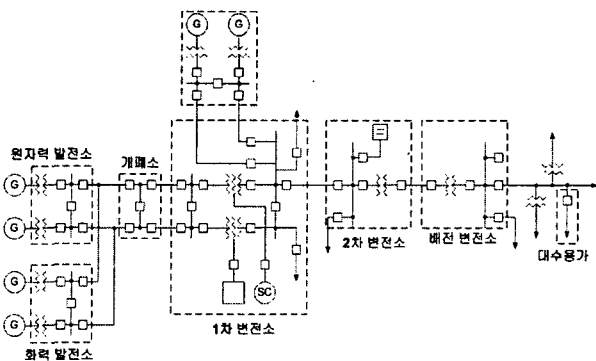 G G
원자력 발전소
개폐소
G
G
2차 변전소
배전 변전소
대수용가
G
SC
G
1차 변전소
화력 발전소